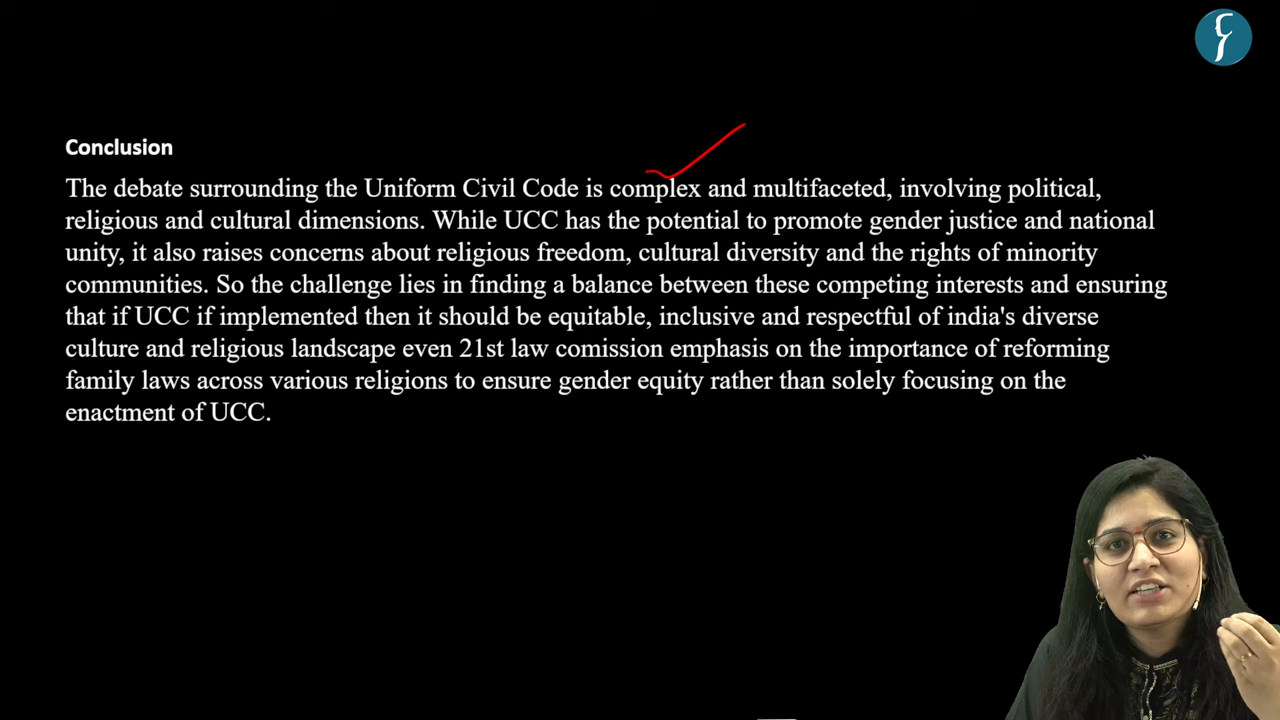 Conclusion
The debate surrounding the Uniform Civil Code is complex and multifaceted, involving political,
religious and cultural dimensions. While UCC has the potential to promote gender justice and national
unity, it also raises concerns about religious freedom, cultural diversity and the rights of minority
communities. So the challenge lies in finding a balance between these competing interests and ensuring
that if UCC if implemented then it should be equitable, inclusive and respectful of india's diverse
culture and religious landscape even 21st law comission emphasis on the importance of reforming
family laws across various religions to ensure gender equity rather than solely focusing on the
enactment of UCC.